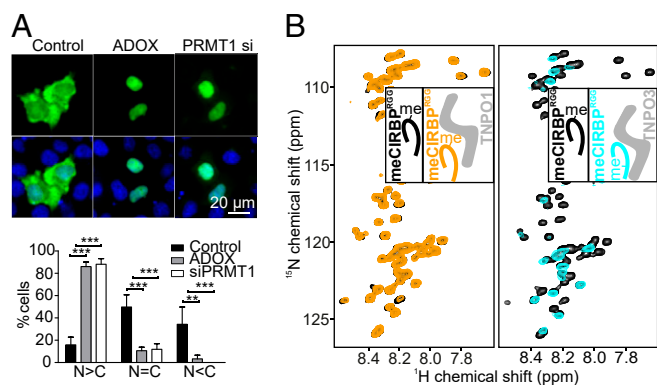 A
Control
ADOX
PRMT1 si
20 µm
% cells
100
80
60
40
20
0
Control
ADOX
siPRMT1
***
***
***
***
***
**
N>C
N=C
N<C
B
110
115
120
125
¹⁵N chemical shift (ppm)
meCIRBPᴿᴳᴳ
me
meCIRBPᴿᴳᴳ
me
TNPO1
meCIRBPᴿᴳᴳ
me
meCIRBPᴿᴳᴳ
me
TNPO3
8.4 8.2 8.0 7.8
8.4 8.2 8.0 7.8
¹H chemical shift (ppm)